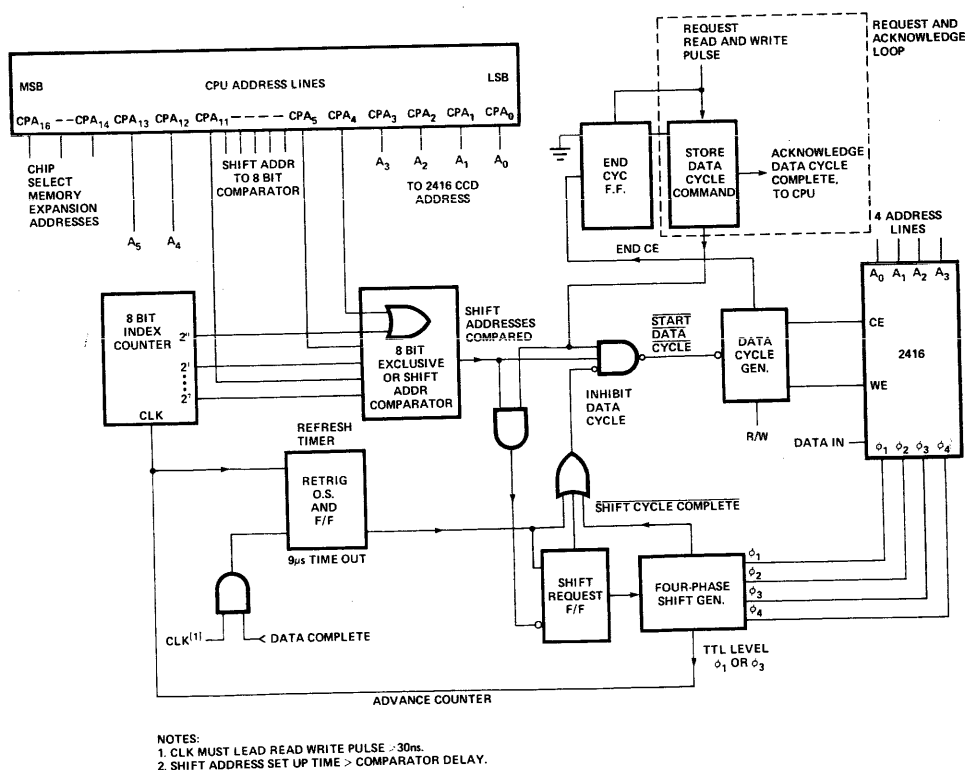 REQUEST
READ AND WRITE
PULSE
REQUEST AND
ACKNOWLEDGE
LOOP
MSB
CPU ADDRESS LINES
LSB
CPA16 --- CPA14 CPA13 CPA12 CPA11 ----- CPA5 CPA4 CPA3 CPA2 CPA1 CPA0
CHIP
SELECT
MEMORY
EXPANSION
ADDRESSES
SHIFT ADDR
TO 8 BIT
COMPARATOR
A3 A2 A1 A0
TO 2416 CCD
ADDRESS
A5 A4
END
CYC
F.F.
STORE
DATA
CYCLE
COMMAND
ACKNOWLEDGE
DATA CYCLE
COMPLETE,
TO CPU
END CE
4 ADDRESS
LINES
A0 A1 A2 A3
CE
2416
WE
DATA IN
ϕ1 ϕ2 ϕ3 ϕ4
8 BIT
INDEX
COUNTER
2¹
2⁷
CLK
8 BIT
EXCLUSIVE
OR SHIFT
ADDR
COMPARATOR
SHIFT
ADDRESSES
COMPARED
START
DATA
CYCLE
DATA
CYCLE
GEN.
R/W
INHIBIT
DATA
CYCLE
REFRESH
TIMER
RETRIG
O.S.
AND
F/F
9µs TIME OUT
SHIFT CYCLE COMPLETE
SHIFT
REQUEST
F/F
FOUR-PHASE
SHIFT GEN.
ϕ1
ϕ2
ϕ3
ϕ4
CLK[1]
DATA COMPLETE
TTL LEVEL
ϕ1 OR ϕ3
ADVANCE COUNTER
NOTES:
1. CLK MUST LEAD READ WRITE PULSE 30ns.
2. SHIFT ADDRESS SET UP TIME > COMPARATOR DELAY.